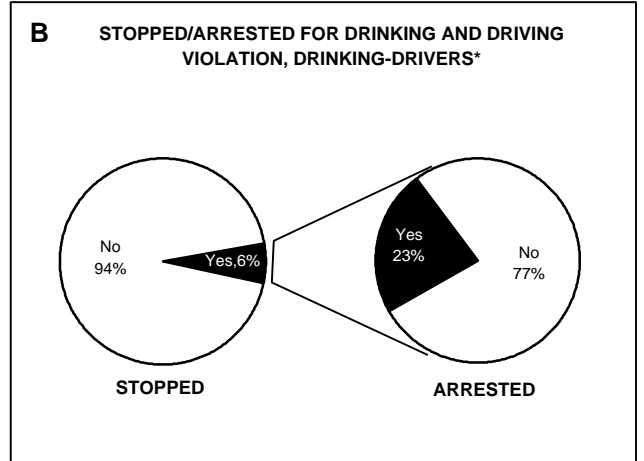 B
STOPPED/ARRESTED FOR DRINKING AND DRIVING
VIOLATION, DRINKING-DRIVERS*
No
94%
Yes,6%
STOPPED
Yes
23%
No
77%
ARRESTED